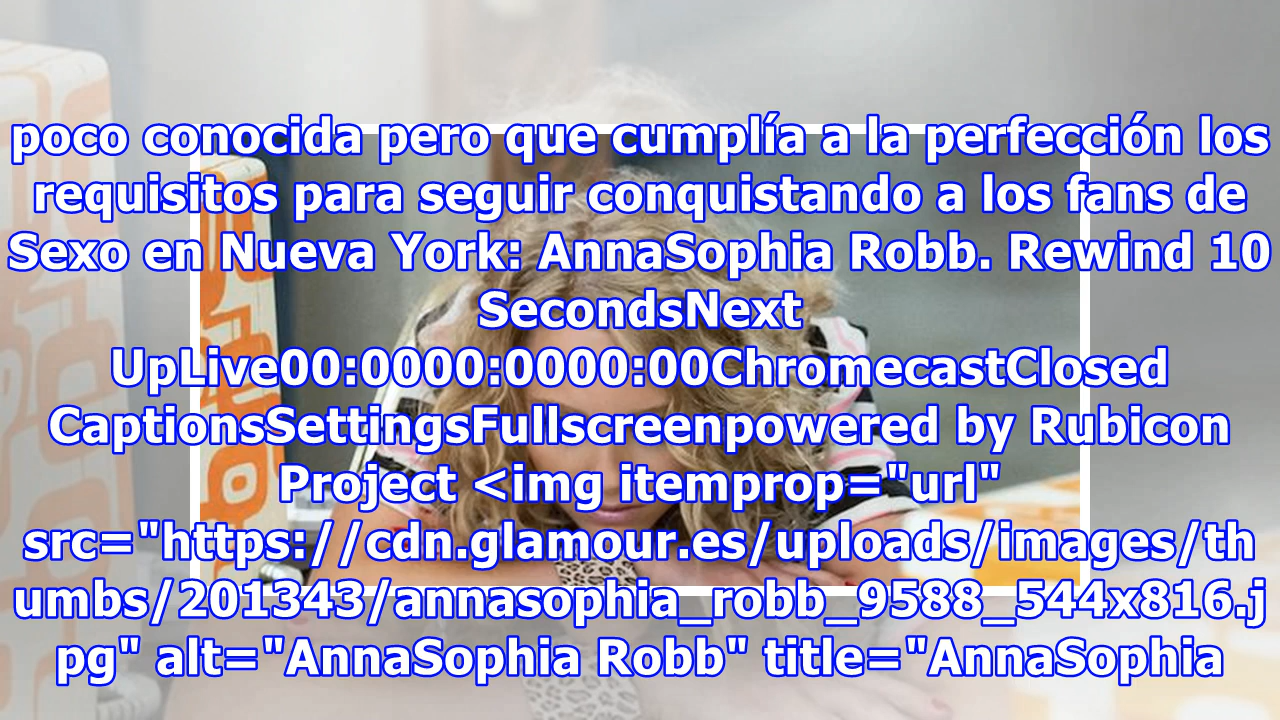 poco conocida pero que cumplía a la perfección los
requisitos para seguir conquistando a los fans de
Sexo en Nueva York: AnnaSophia Robb. Rewind 10
SecondsNext
UpLive00:0000:0000:00ChromecastClosed
CaptionsSettingsFullscreenpowered by Rubicon
Project <img itemprop="url"
src="https://cdn.glamour.es/uploads/images/th
umbs/201343/annasophia_robb_9588_544x816.j
pg" alt="AnnaSophia Robb" title="AnnaSophia